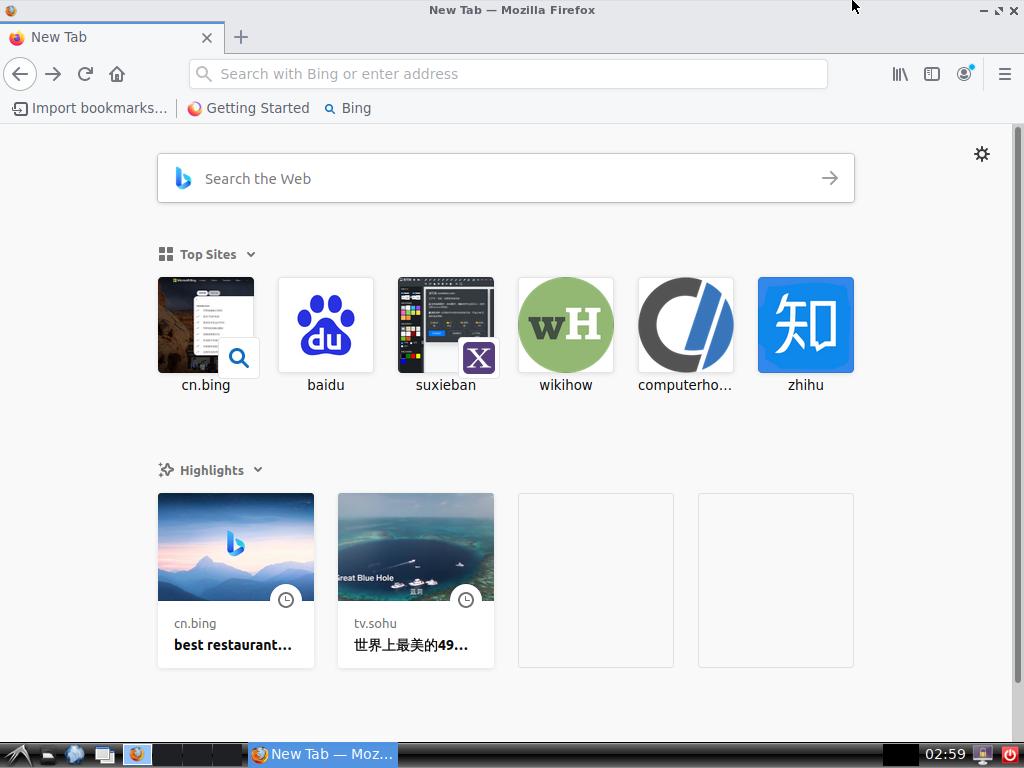 New Tab — Mozilla Firefox
New Tab
Search with Bing or enter address
Import bookmarks...
Getting Started
Bing
Search the Web
Top Sites
du
X
wH
知
cn.bing
baidu
suxieban
wikihow
computerho...
zhihu
Highlights
Great Blue Hole
蓝洞
cn.bing
best restaurant...
tv.sohu
世界上最美的49...
New Tab — Moz...
02:59